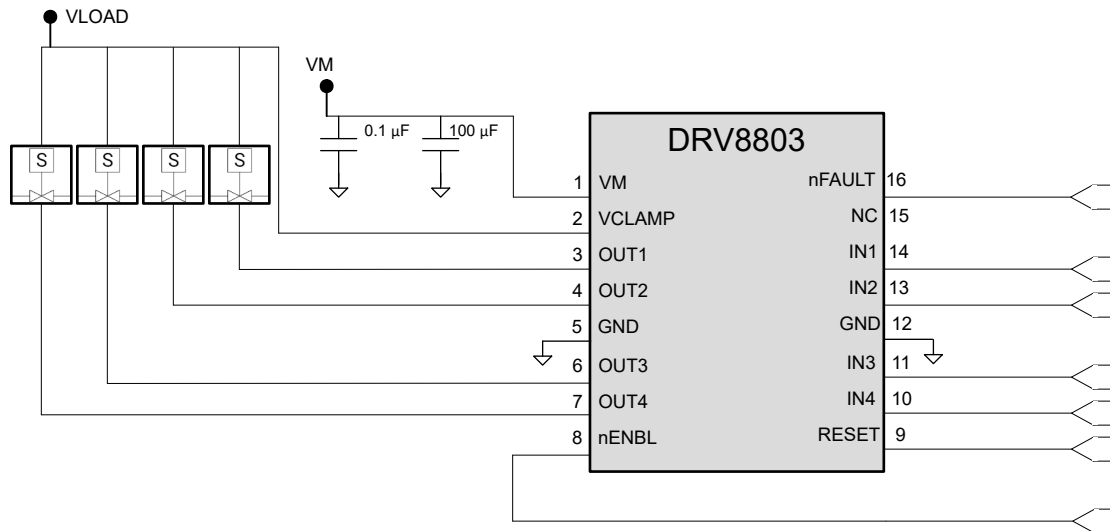 VLOAD
VM
0.1 µF
100 µF
S
S
S
S
DRV8803
1 VM
nFAULT 16
2 VCLAMP
NC 15
3 OUT1
IN1 14
4 OUT2
IN2 13
5 GND
GND 12
6 OUT3
IN3 11
7 OUT4
IN4 10
8 nENBL
RESET 9